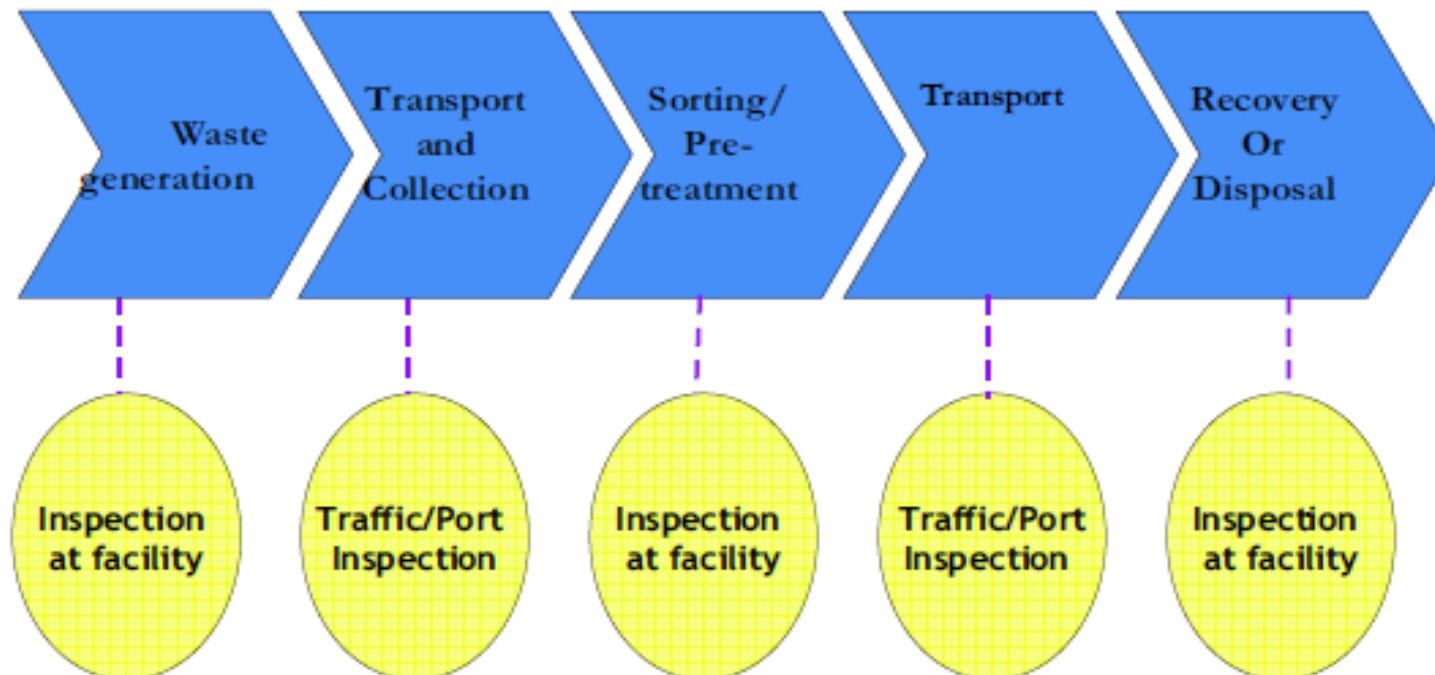 Waste
generation
Transport
and
Collection
Sorting/
Pre-
treatment
Transport
Recovery
Or
Disposal
Inspection
at facility
Traffic/Port
Inspection
Inspection
at facility
Traffic/Port
Inspection
Inspection
at facility